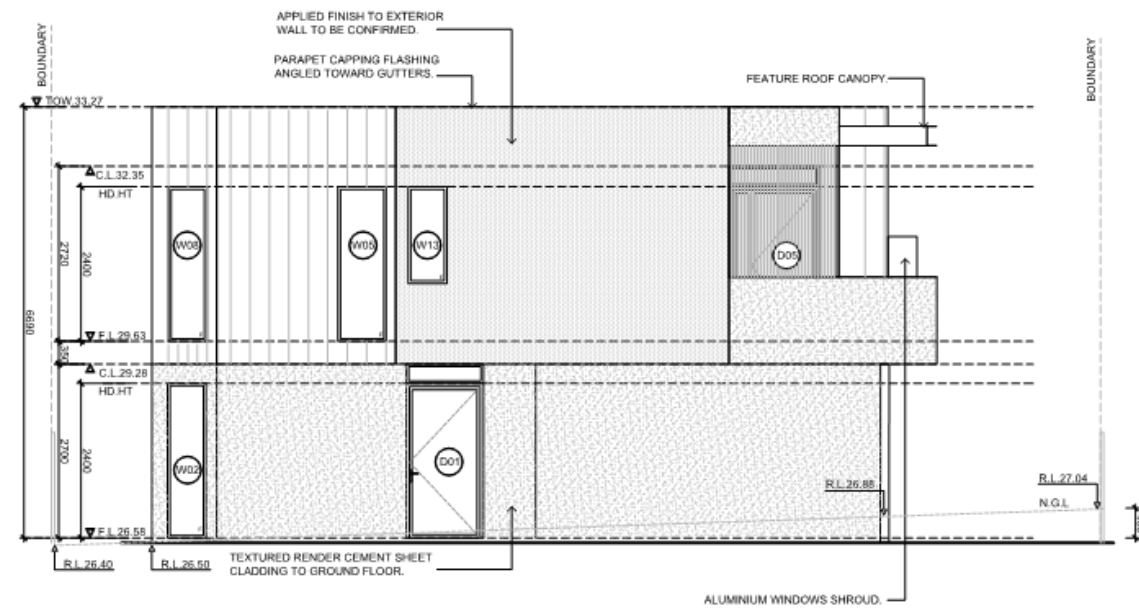 APPLIED FINISH TO EXTERIOR
WALL TO BE CONFIRMED.
PARAPET CAPPING FLASHING
ANGLED TOWARD GUTTERS.
FEATURE ROOF CANOPY.
BOUNDARY
BOUNDARY
TOW.33.27
C.L.32.35
HD.HT
W08
W05
W13
D05
2720
2400
6690
F.L.29.63
350
C.L.29.28
HD.HT
2700
2400
W02
D01
R.L.26.88
R.L.27.04
N.G.L
F.L.26.58
R.L.26.40
R.L.26.50
TEXTURED RENDER CEMENT SHEET
CLADDING TO GROUND FLOOR.
ALUMINIUM WINDOWS SHROUD.